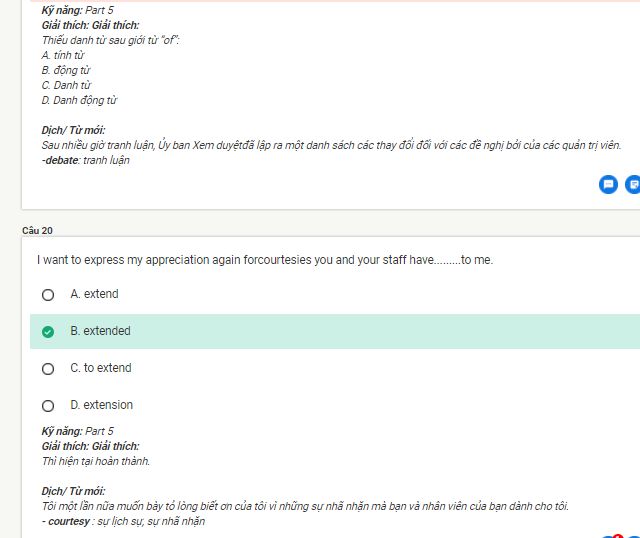 Kỹ năng: Part 5
Giải thích: Giải thích:
Thiếu danh từ sau giới từ "of":
A. tính từ
B. động từ
C. Danh từ
D. Danh động từ
Dịch/ Từ mới:
Sau nhiều giờ tranh luận, Ủy ban Xem duyệtđã lập ra một danh sách các thay đổi đối với các đề nghị bởi của các quản trị viên.
-debate: tranh luận
Câu 20
I want to express my appreciation again forcourtesies you and your staff have.........to me.
A. extend
B. extended
C. to extend
D. extension
Kỹ năng: Part 5
Giải thích: Giải thích:
Thì hiện tại hoàn thành.
Dịch/ Từ mới:
Tôi một lần nữa muốn bày tỏ lòng biết ơn của tôi vì những sự nhã nhặn mà bạn và nhân viên của bạn dành cho tôi.
- courtesy : sự lịch sự, sự nhã nhặn